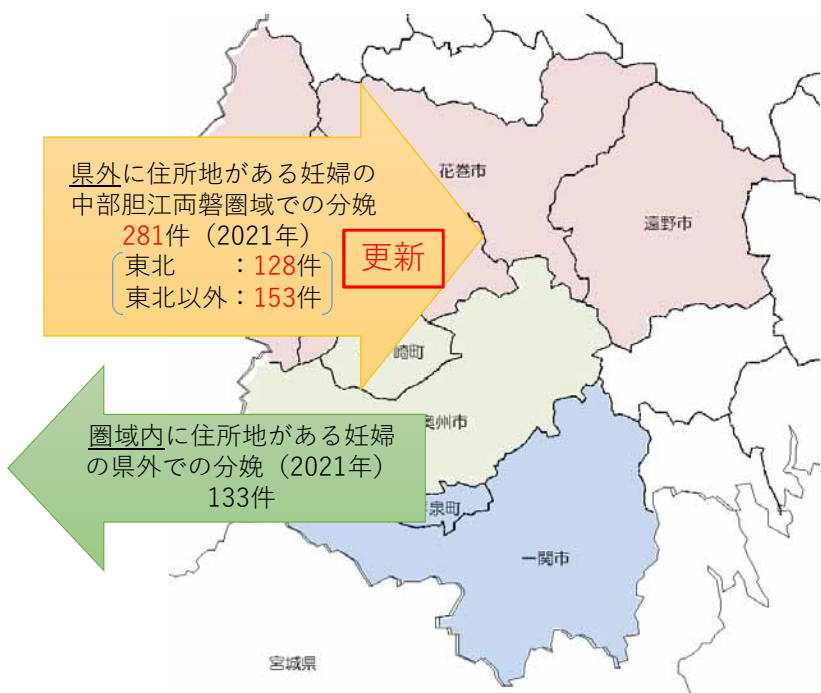 花巻市
遠野市
県外に住所地がある妊婦の
中部胆江両磐圏域での分娩
281件（2021年）
東北　　：128件
東北以外：153件
更新
崎町
奥州市
圏域内に住所地がある妊婦
の県外での分娩（2021年）
133件
泉町
一関市
宮城県